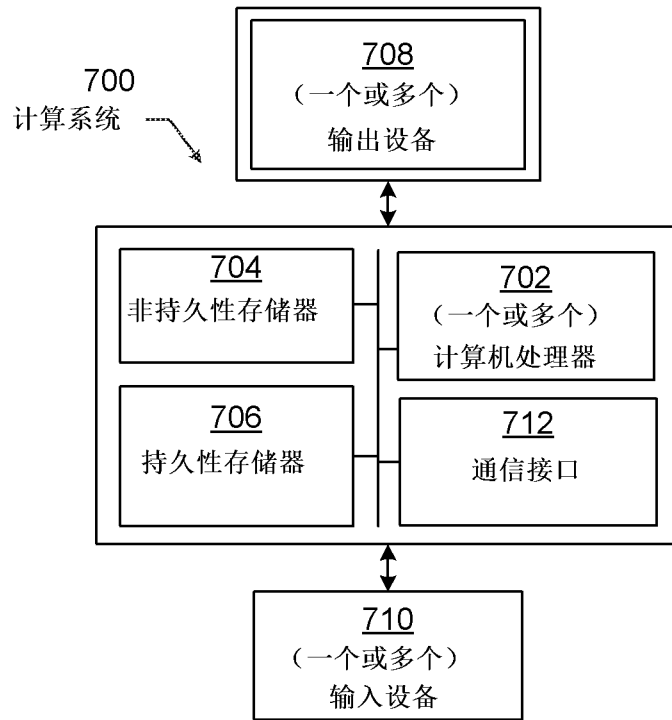 700
计算系统
708
(一个或多个)
输出设备
704
非持久性存储器
702
(一个或多个)
计算机处理器
706
持久性存储器
712
通信接口
710
(一个或多个)
输入设备